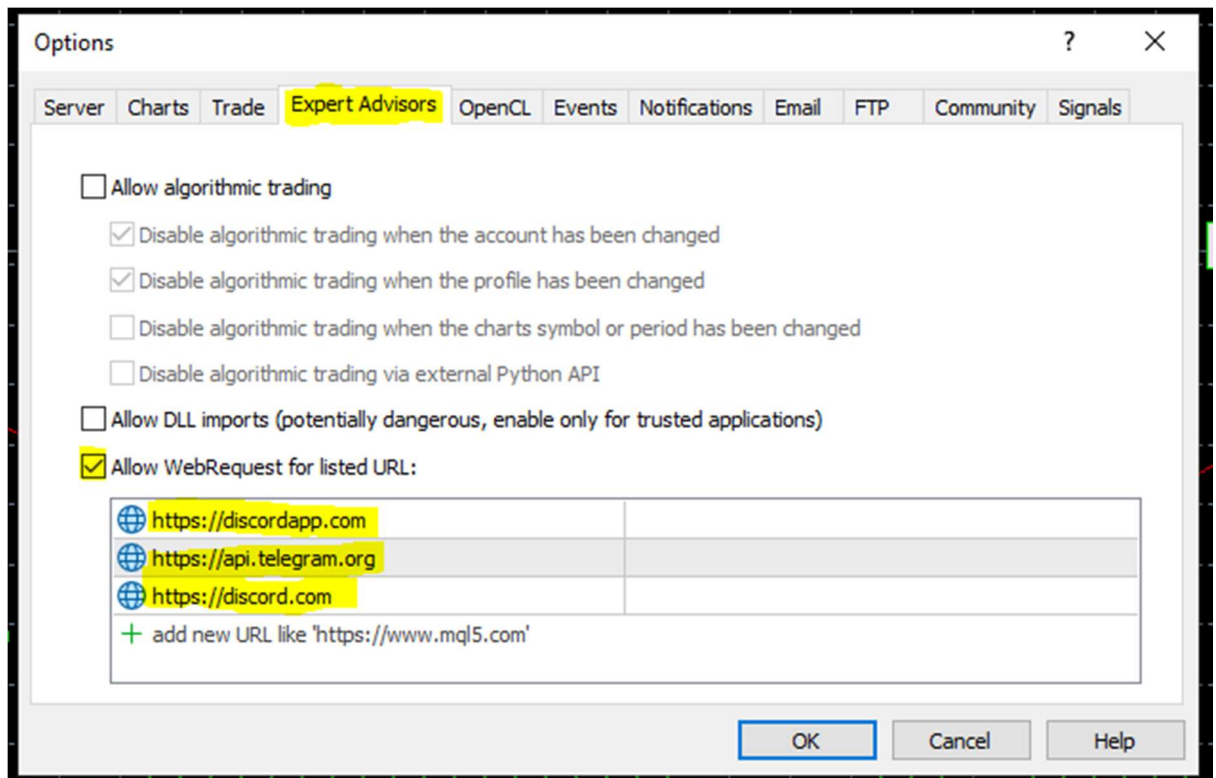 Options ?
Server Charts Trade Expert Advisors OpenCL Events Notifications Email FTP Community Signals
Allow algorithmic trading
Disable algorithmic trading when the account has been changed
Disable algorithmic trading when the profile has been changed
Disable algorithmic trading when the charts symbol or period has been changed
Disable algorithmic trading via external Python API
Allow DLL imports (potentially dangerous, enable only for trusted applications)
Allow WebRequest for listed URL:
https://discordapp.com
https://api.telegram.org
https://discord.com
add new URL like 'https://www.mql5.com'
OK Cancel Help